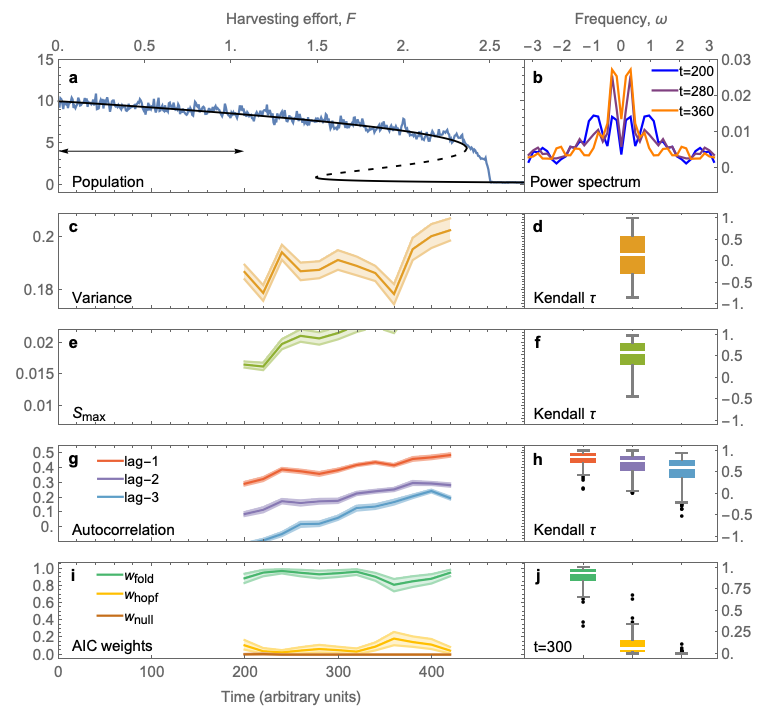 Harvesting effort, F
Frequency, ω
0. 0.5 1. 1.5 2. 2.5
-3 -2 -1 0 1 2 3
a
15
10
5
0
Population
b
t=200
t=280
t=360
0.03
0.02
0.01
0.
Power spectrum
c
0.2
0.18
Variance
d
1.
0.5
0.
-0.5
-1.
Kendall τ
e
0.02
0.015
0.01
Smax
f
1.
0.5
0.
-0.5
-1.
Kendall τ
g
0.5
0.4
0.3
0.2
0.1
0.
lag-1
lag-2
lag-3
Autocorrelation
h
1.
0.5
0.
-0.5
-1.
Kendall τ
i
1.0
0.8
0.6
0.4
0.2
0.0
wfold
whopf
wnull
AIC weights
j
1.
0.75
0.5
0.25
0.
t=300
0 100 200 300 400
Time (arbitrary units)